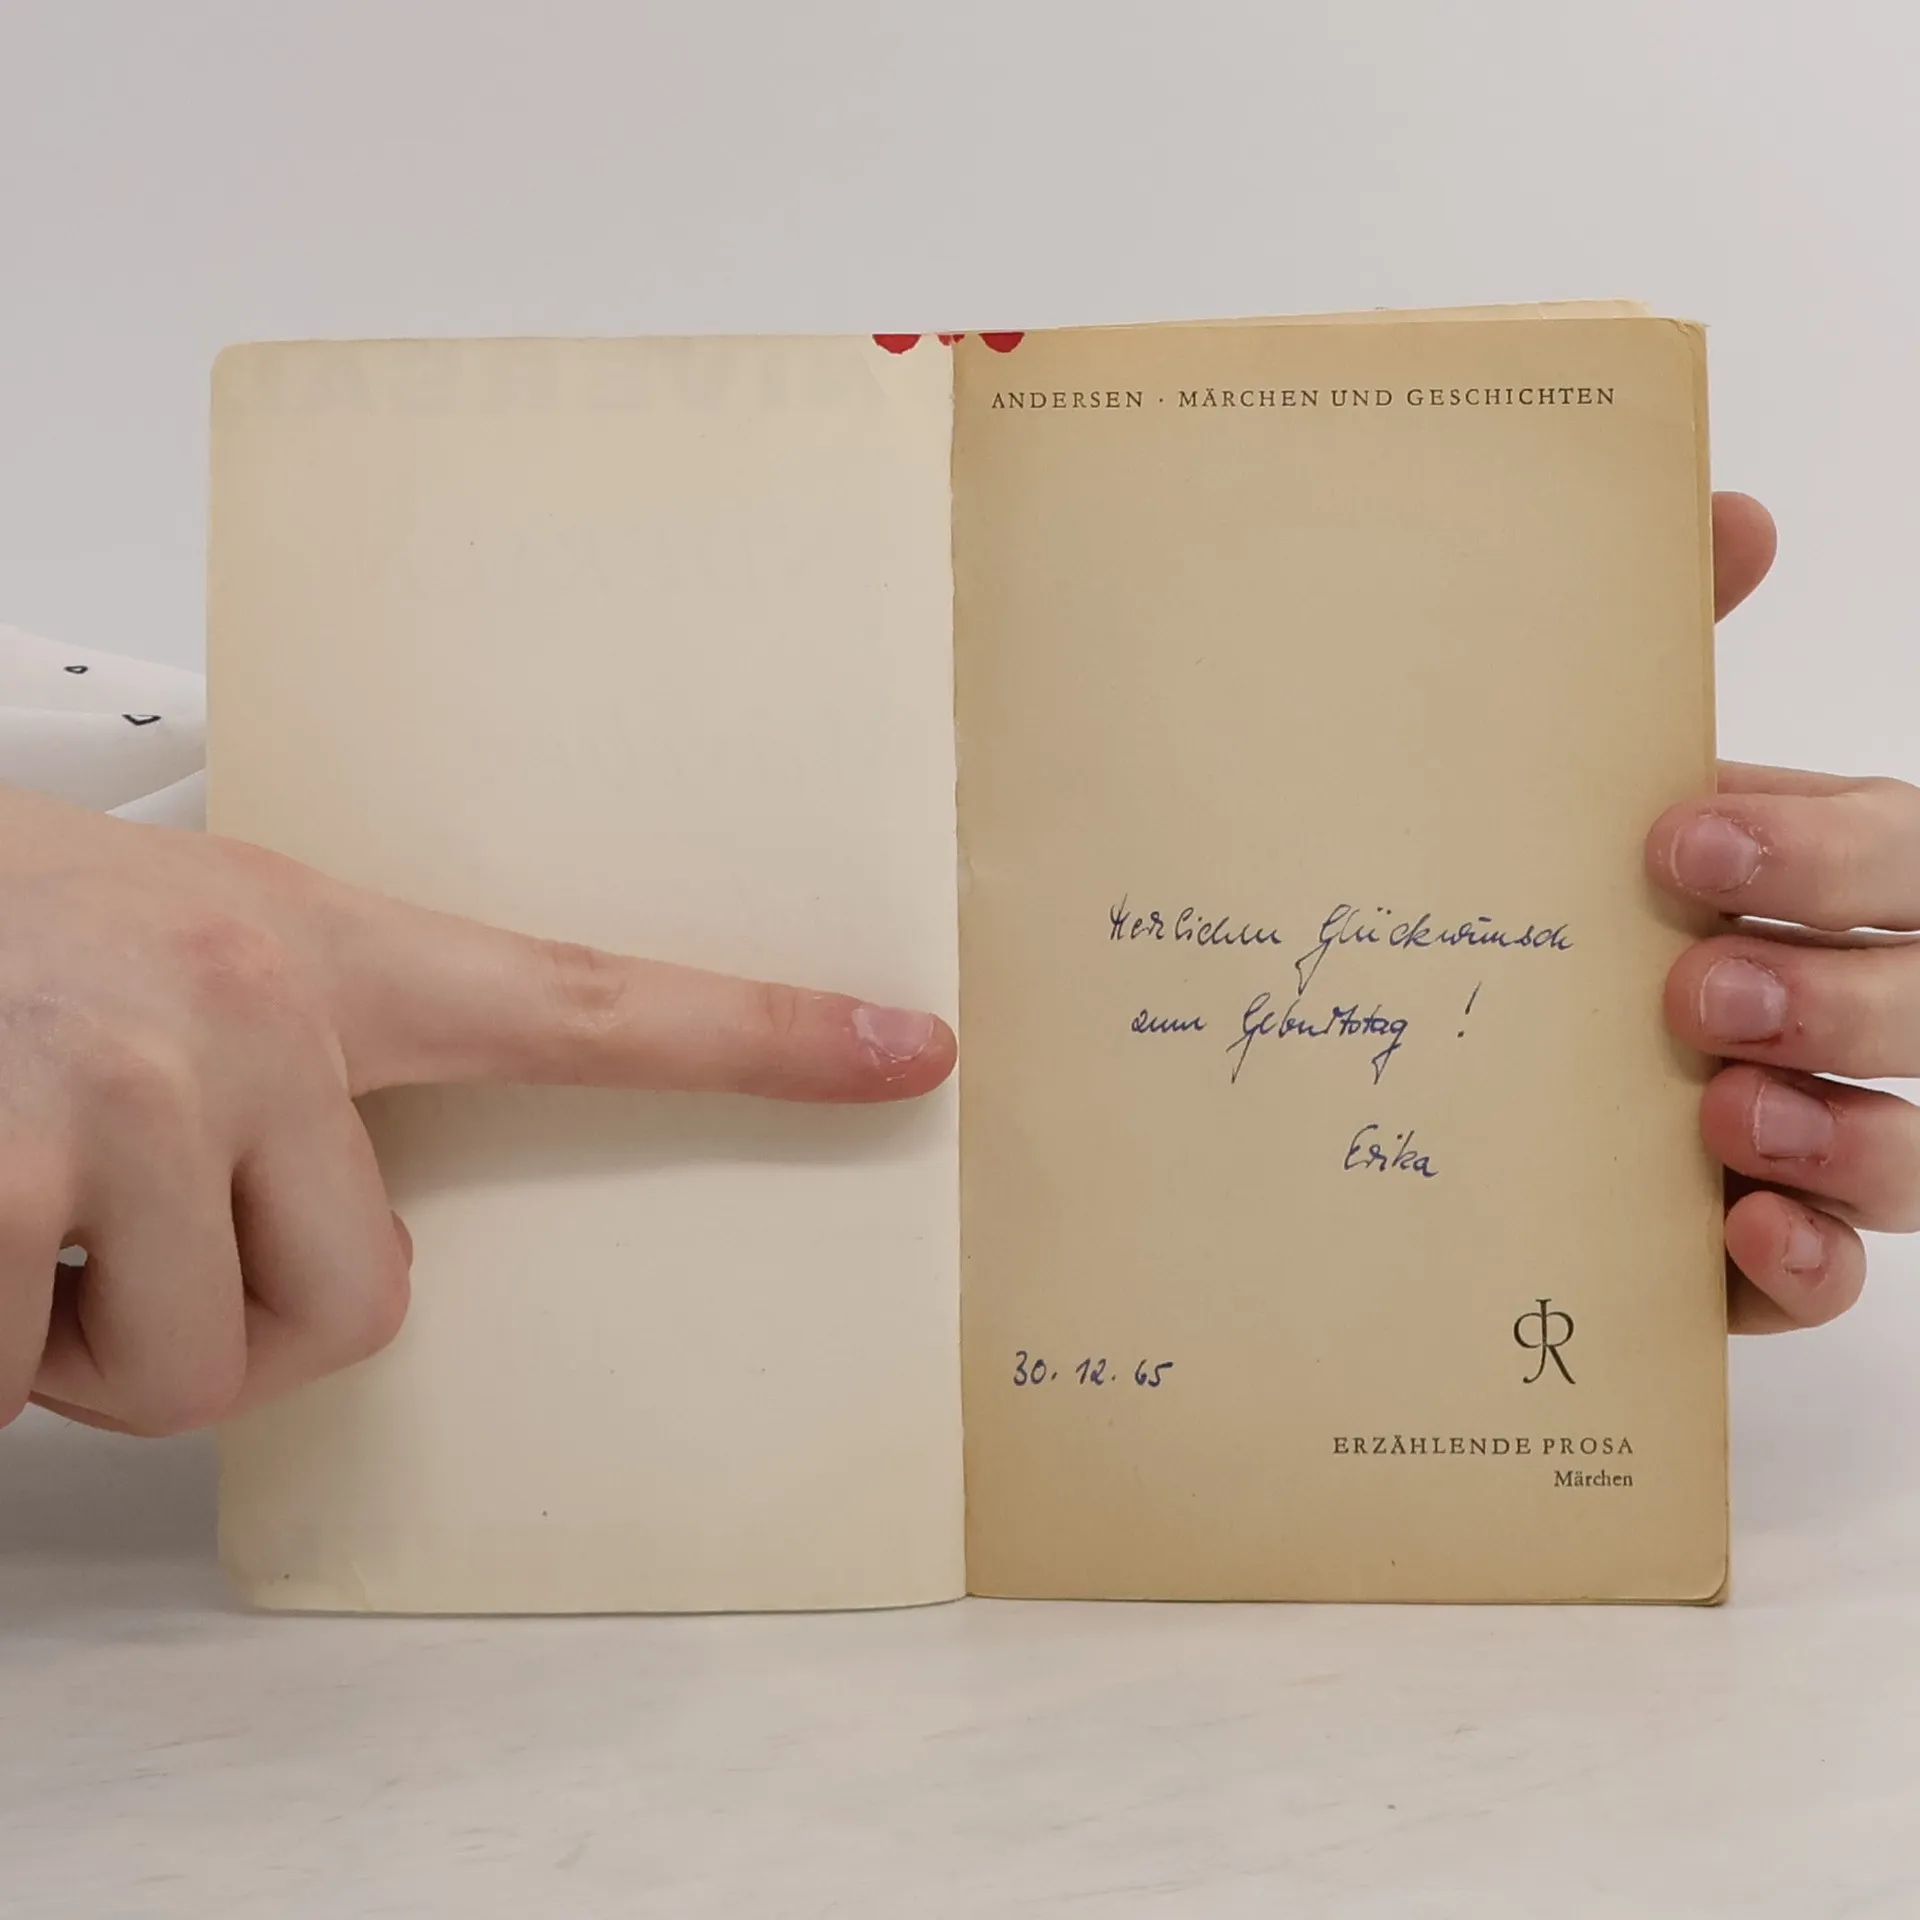 ANDERSEN · MÄRCHEN UND GESCHICHTEN
Herzlichen Glückwunsch
zum Geburtstag !
Erika
30. 12. 65
ERZÄHLENDE PROSA
Märchen